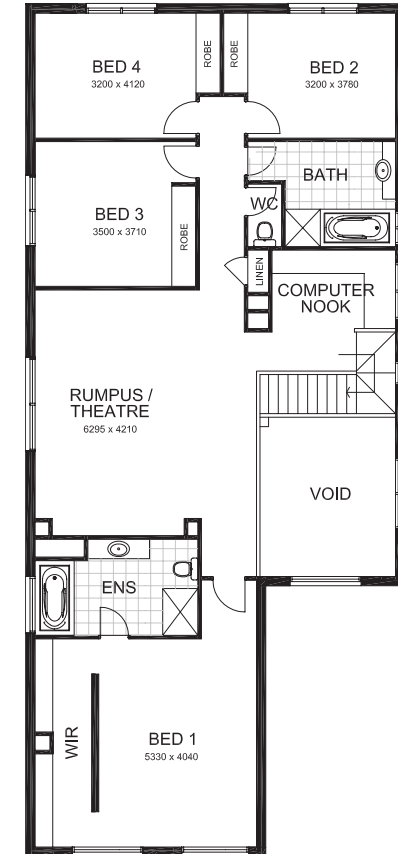 BED 4
3200 x 4120
ROBE
ROBE
BED 2
3200 x 3780
BATH
WC
BED 3
3500 x 3710
ROBE
LINEN
COMPUTER
NOOK
RUMPUS /
THEATRE
6295 x 4210
VOID
ENS
WIR
BED 1
5330 x 4040